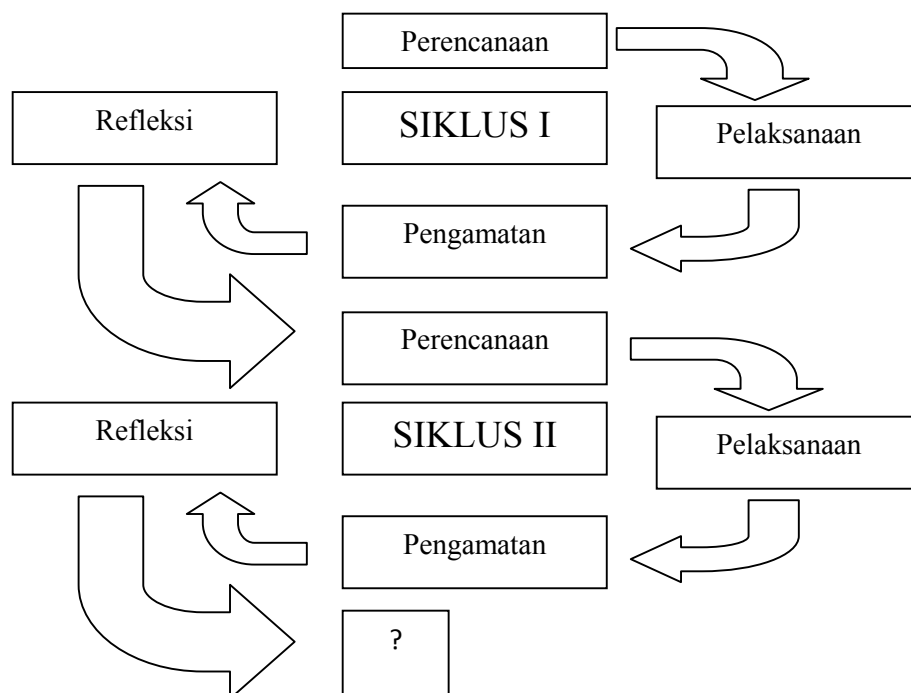 Perencanaan
Refleksi
SIKLUS I
Pelaksanaan
Pengamatan
Perencanaan
Refleksi
SIKLUS II
Pelaksanaan
Pengamatan
?